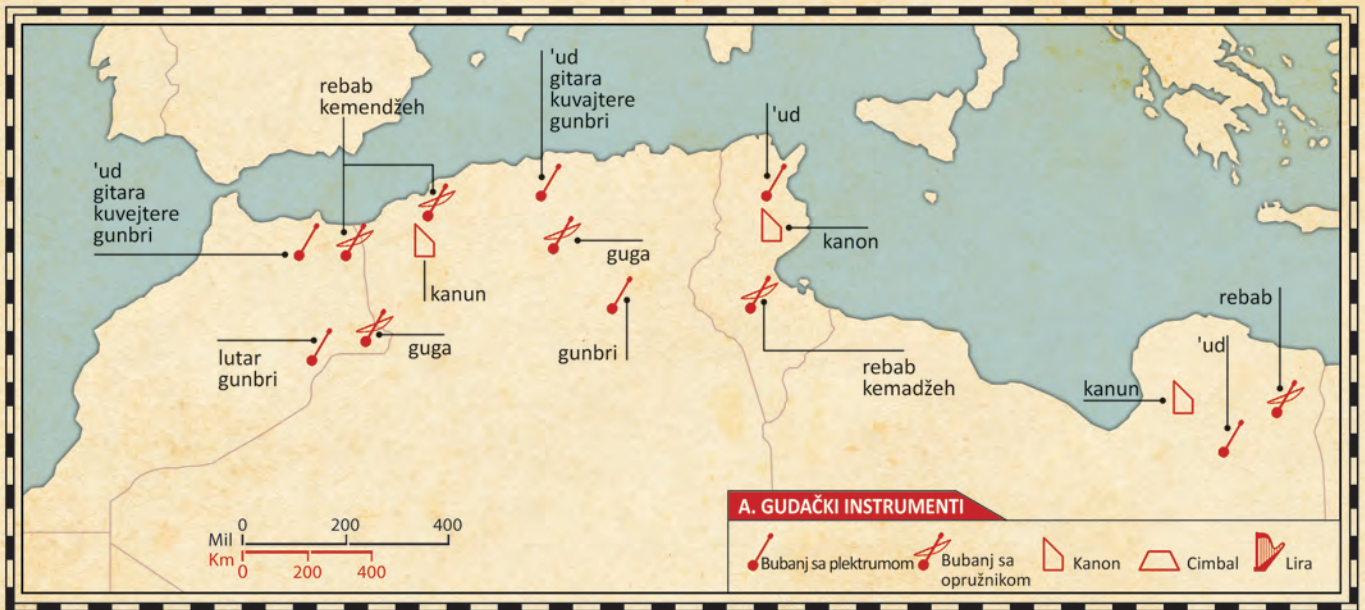 'ud
gitara
kuvajtere
gunbri
rebab
kemendžeh
'ud
'ud
gitara
kuvejtere
gunbri
kanon
guga
kanun
rebab
gunbri
guga
'ud
lutar
gunbri
rebab
kemadžeh
kanun
A. GUDAČKI INSTRUMENTI
Bubanj sa plektrumom
Bubanj sa
opružnikom
Kanon
Cimbal
Lira
0 200 400
Mil
Km
0 200 400